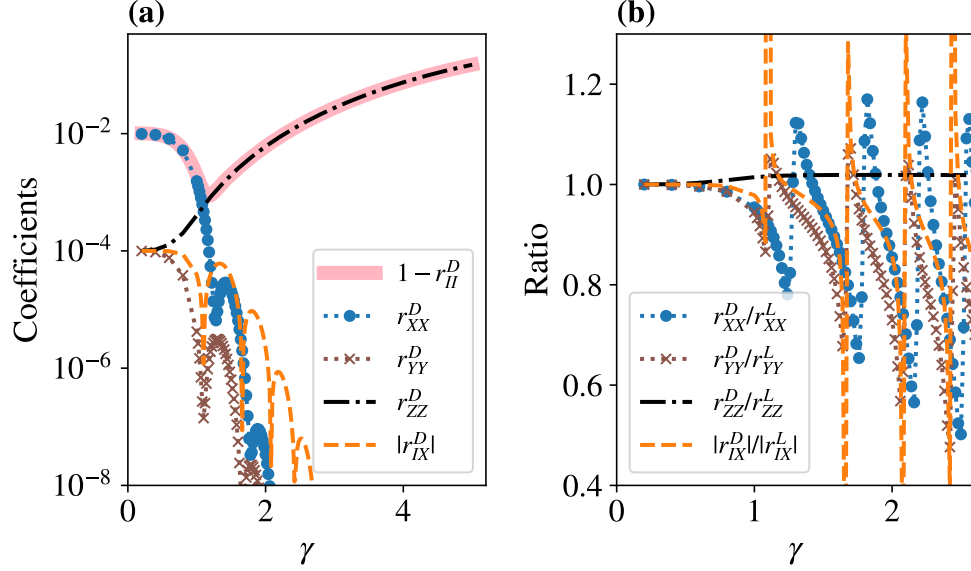 (a)
Coefficients
10⁻²
10⁻⁴
10⁻⁶
10⁻⁸
0
2
4
γ
1 − r^D_II
r^D_XX
r^D_YY
r^D_ZZ
|r^D_IX|
(b)
Ratio
1.2
1.0
0.8
0.6
0.4
0
1
2
γ
r^D_XX/r^L_XX
r^D_YY/r^L_YY
r^D_ZZ/r^L_ZZ
|r^D_IX|/|r^L_IX|